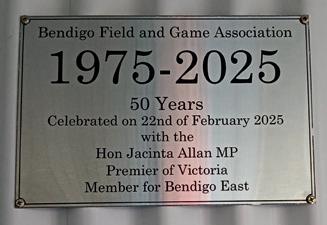 Bendigo Field and Game Association
1975-2025
50 Years
Celebrated on 22nd of February 2025
with the
Hon Jacinta Allan MP
Premier of Victoria
Member for Bendigo East